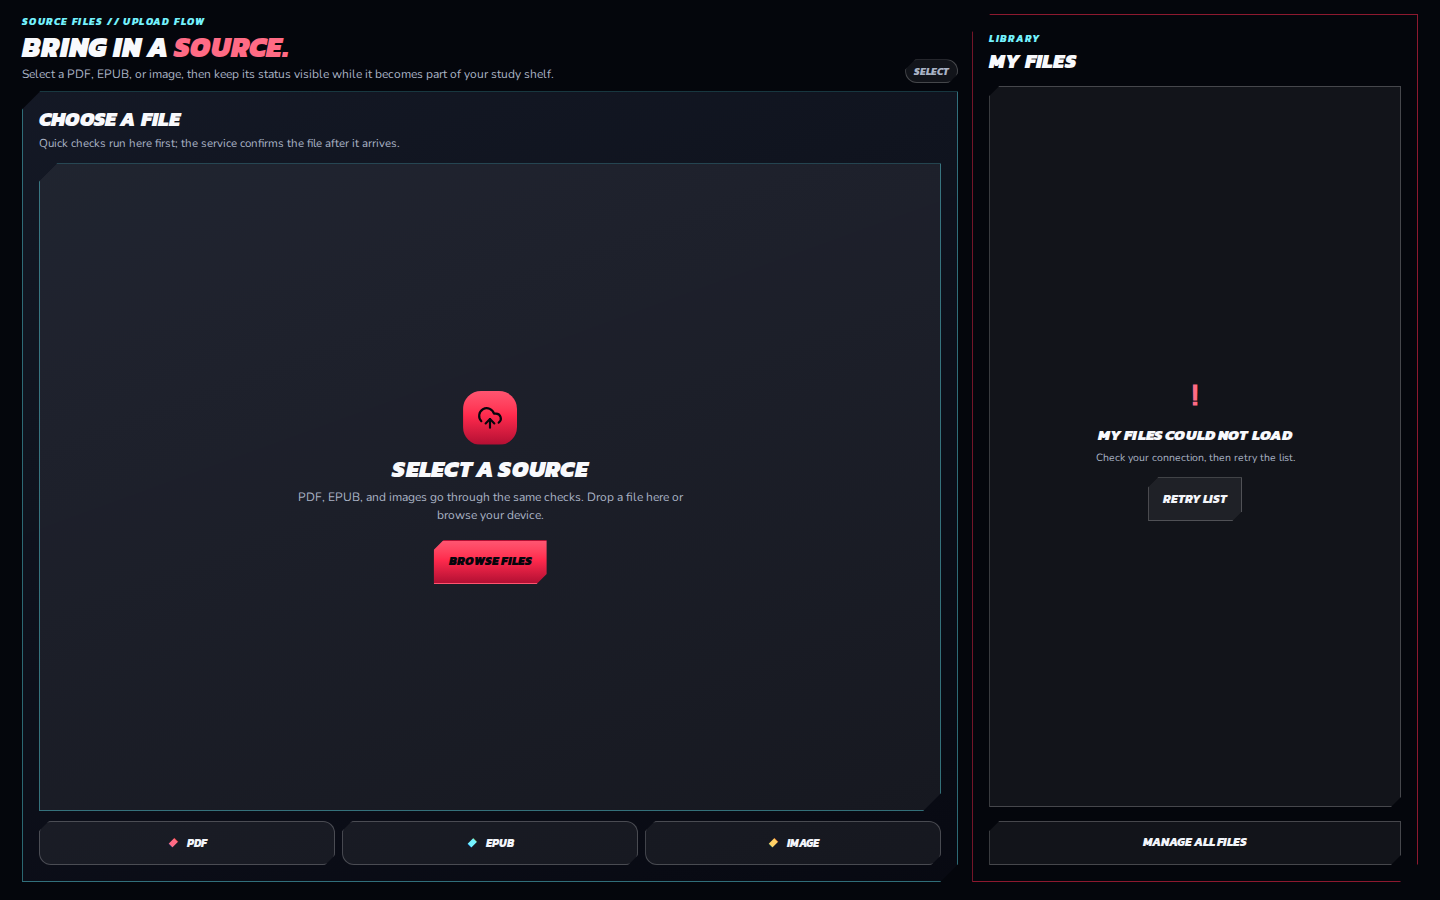 SOURCE FILES // UPLOAD FLOW
BRING IN A SOURCE.
Select a PDF, EPUB, or image, then keep its status visible while it becomes part of your study shelf.
SELECT
CHOOSE A FILE
Quick checks run here first; the service confirms the file after it arrives.
SELECT A SOURCE
PDF, EPUB, and images go through the same checks. Drop a file here or
browse your device.
BROWSE FILES
PDF
EPUB
IMAGE
LIBRARY
MY FILES
!
MY FILES COULD NOT LOAD
Check your connection, then retry the list.
RETRY LIST
MANAGE ALL FILES